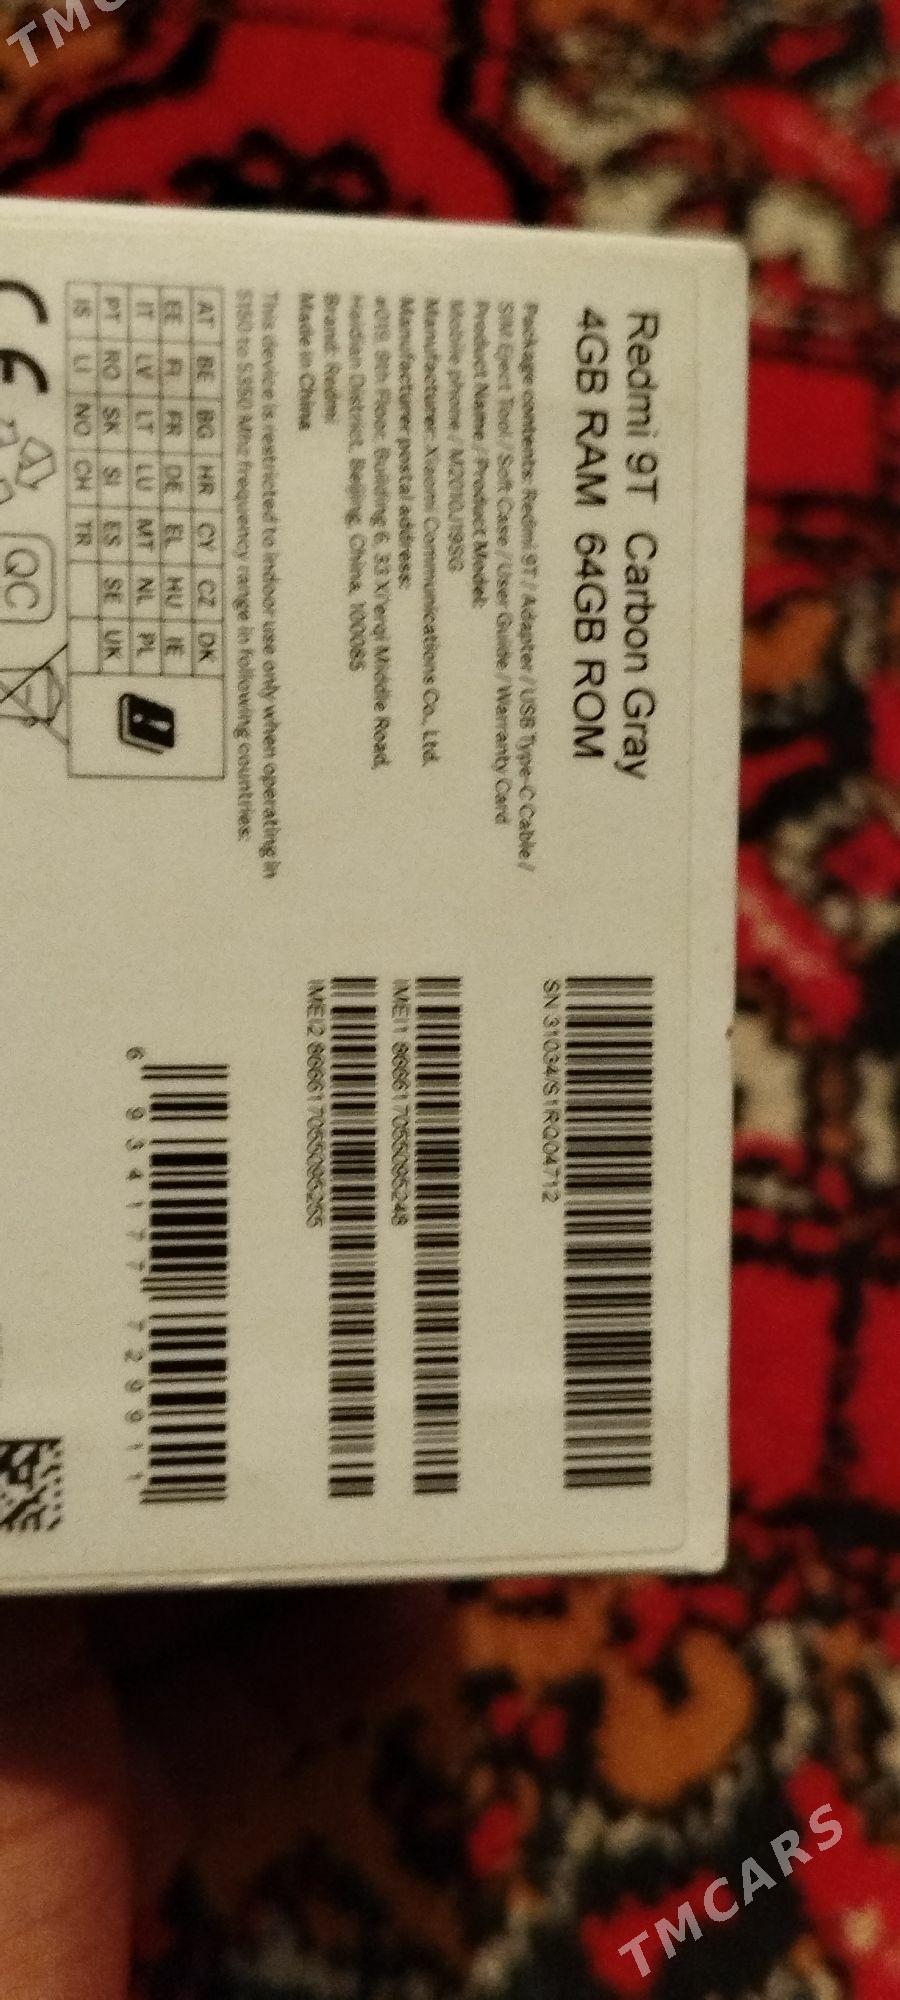 Redmi 9T Carbon Gray
4GB RAM 64GB ROM
Package contents: Redmi 9T / Adapter / USB Type-C Cable /
SIM Eject Tool / Soft Case / User Guide / Warranty Card
Product Name / Product Model:
Mobile phone / M2010J19SG
Manufacturer: Xiaomi Communications Co., Ltd.
Manufacturer postal address:
#019, 9th Floor, Building 6, 33 Xi'erqi Middle Road,
Haidian District, Beijing, China, 100085
Brand: Redmi
Made in China
This device is restricted to indoor use only when operating in
5150 to 5350 Mhz frequency range in following countries:
AT BE BG HR CY CZ DK
EE FI FR DE EL HU IE
IT LV LT LU MT NL PL
PT RO SK SI ES SE UK
IS LI NO CH TR
CE
QC
SN:31034/S1RQ04712
IMEI1
IMEI2
6 934177 729911
TMCARS